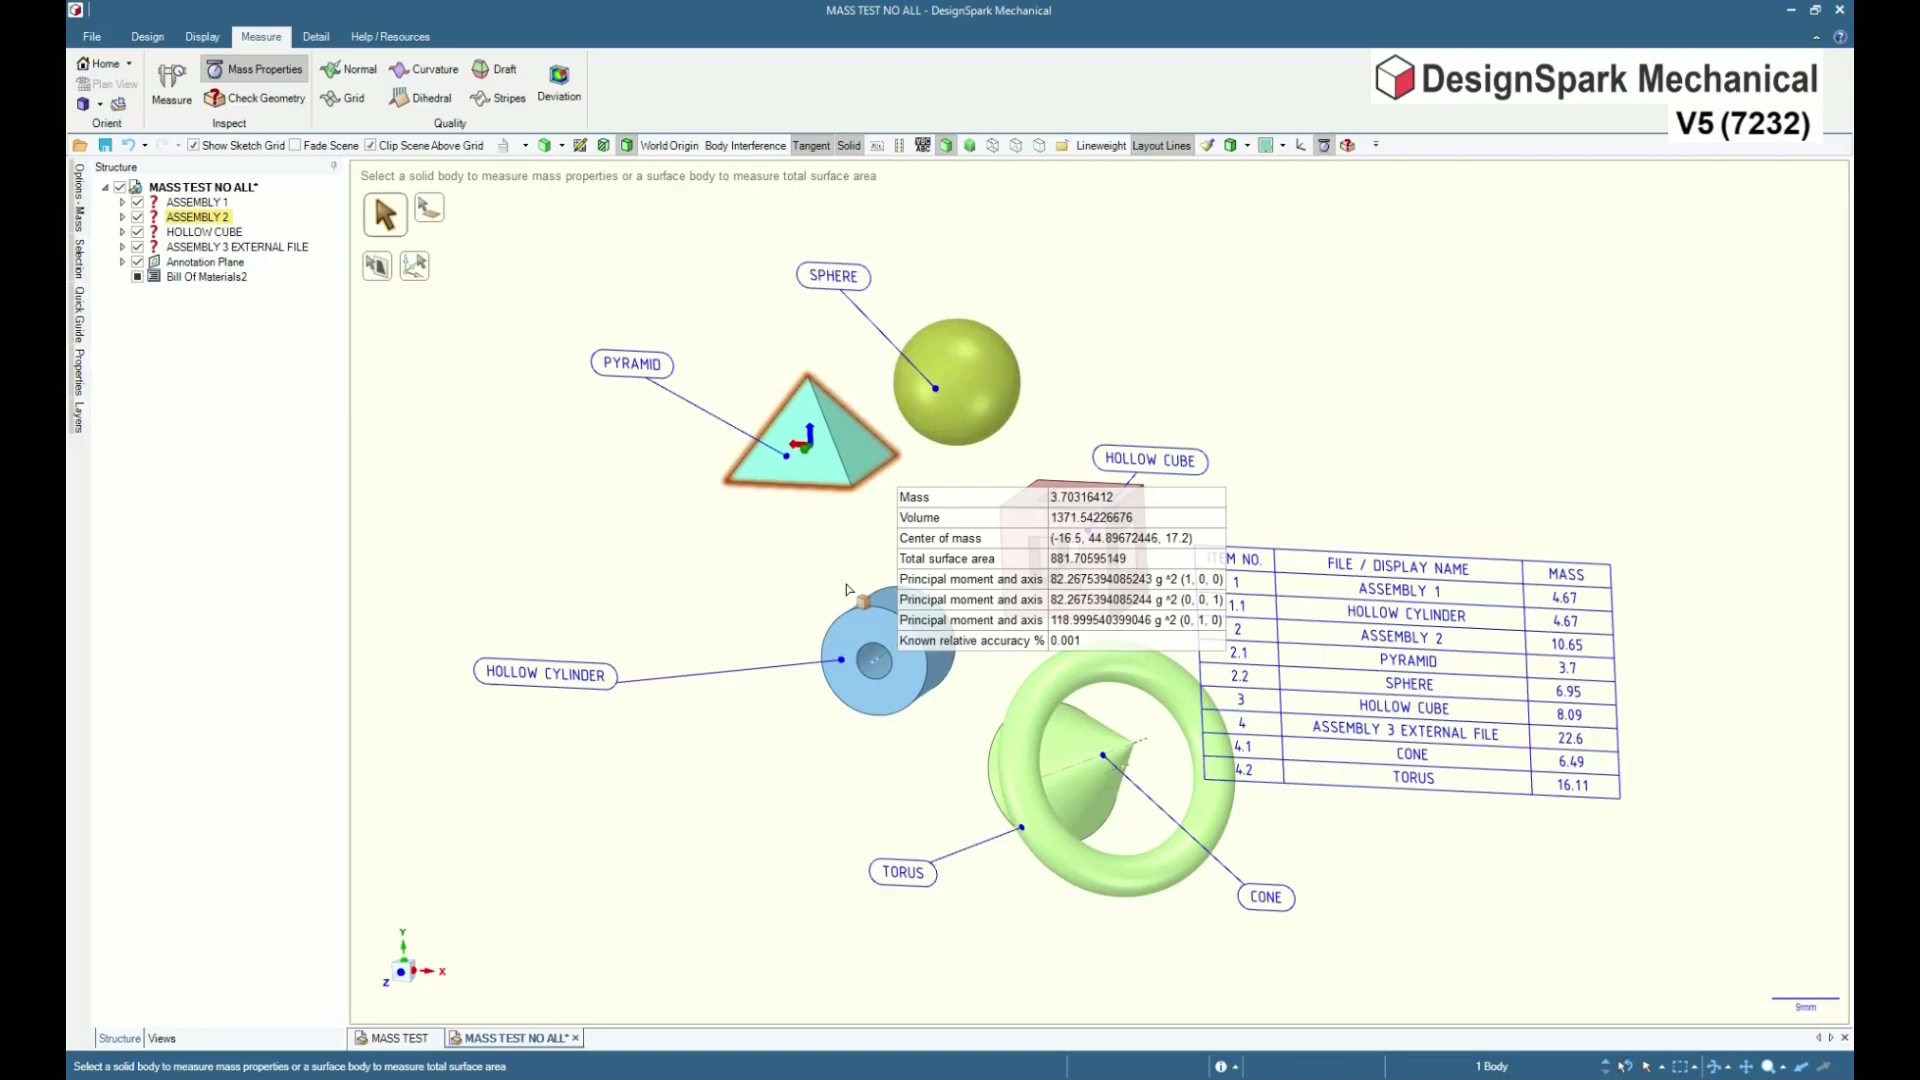 MASS TEST NO ALL - DesignSpark Mechanical
File Design Display Measure Detail Help / Resources
Home
Plan View
Orient
Measure
Mass Properties
Check Geometry
Inspect
Normal Curvature Draft
Grid Dihedral Stripes
Deviation
Quality
DesignSpark Mechanical
V5 (7232)
Show Sketch Grid Fade Scene Clip Scene Above Grid World Origin Body Interference Tangent Solid Lineweight Layout Lines
Structure
MASS TEST NO ALL*
ASSEMBLY 1
ASSEMBLY 2
HOLLOW CUBE
ASSEMBLY 3 EXTERNAL FILE
Annotation Plane
Bill Of Materials2
Options - Mass
Selection
Quick Guide
Properties
Layers
Select a solid body to measure mass properties or a surface body to measure total surface area
SPHERE
PYRAMID
HOLLOW CUBE
HOLLOW CYLINDER
TORUS
CONE
Mass 3.70316412
Volume 1371.54226676
Center of mass (-16.5, 44.89672446, 17.2)
Total surface area 881.70595149
Principal moment and axis 82.2675394085243 g ^2 (1, 0, 0)
Principal moment and axis 82.2675394085244 g ^2 (0, 0, 1)
Principal moment and axis 118.999540399046 g ^2 (0, 1, 0)
Known relative accuracy % 0.001
ITEM NO. FILE / DISPLAY NAME MASS
1 ASSEMBLY 1 4.67
1.1 HOLLOW CYLINDER 4.67
2 ASSEMBLY 2 10.65
2.1 PYRAMID 3.7
2.2 SPHERE 6.95
3 HOLLOW CUBE 8.09
4 ASSEMBLY 3 EXTERNAL FILE 22.6
4.1 CONE 6.49
4.2 TORUS 16.11
Y
X
Z
9mm
Structure Views
MASS TEST MASS TEST NO ALL*
Select a solid body to measure mass properties or a surface body to measure total surface area
1 Body